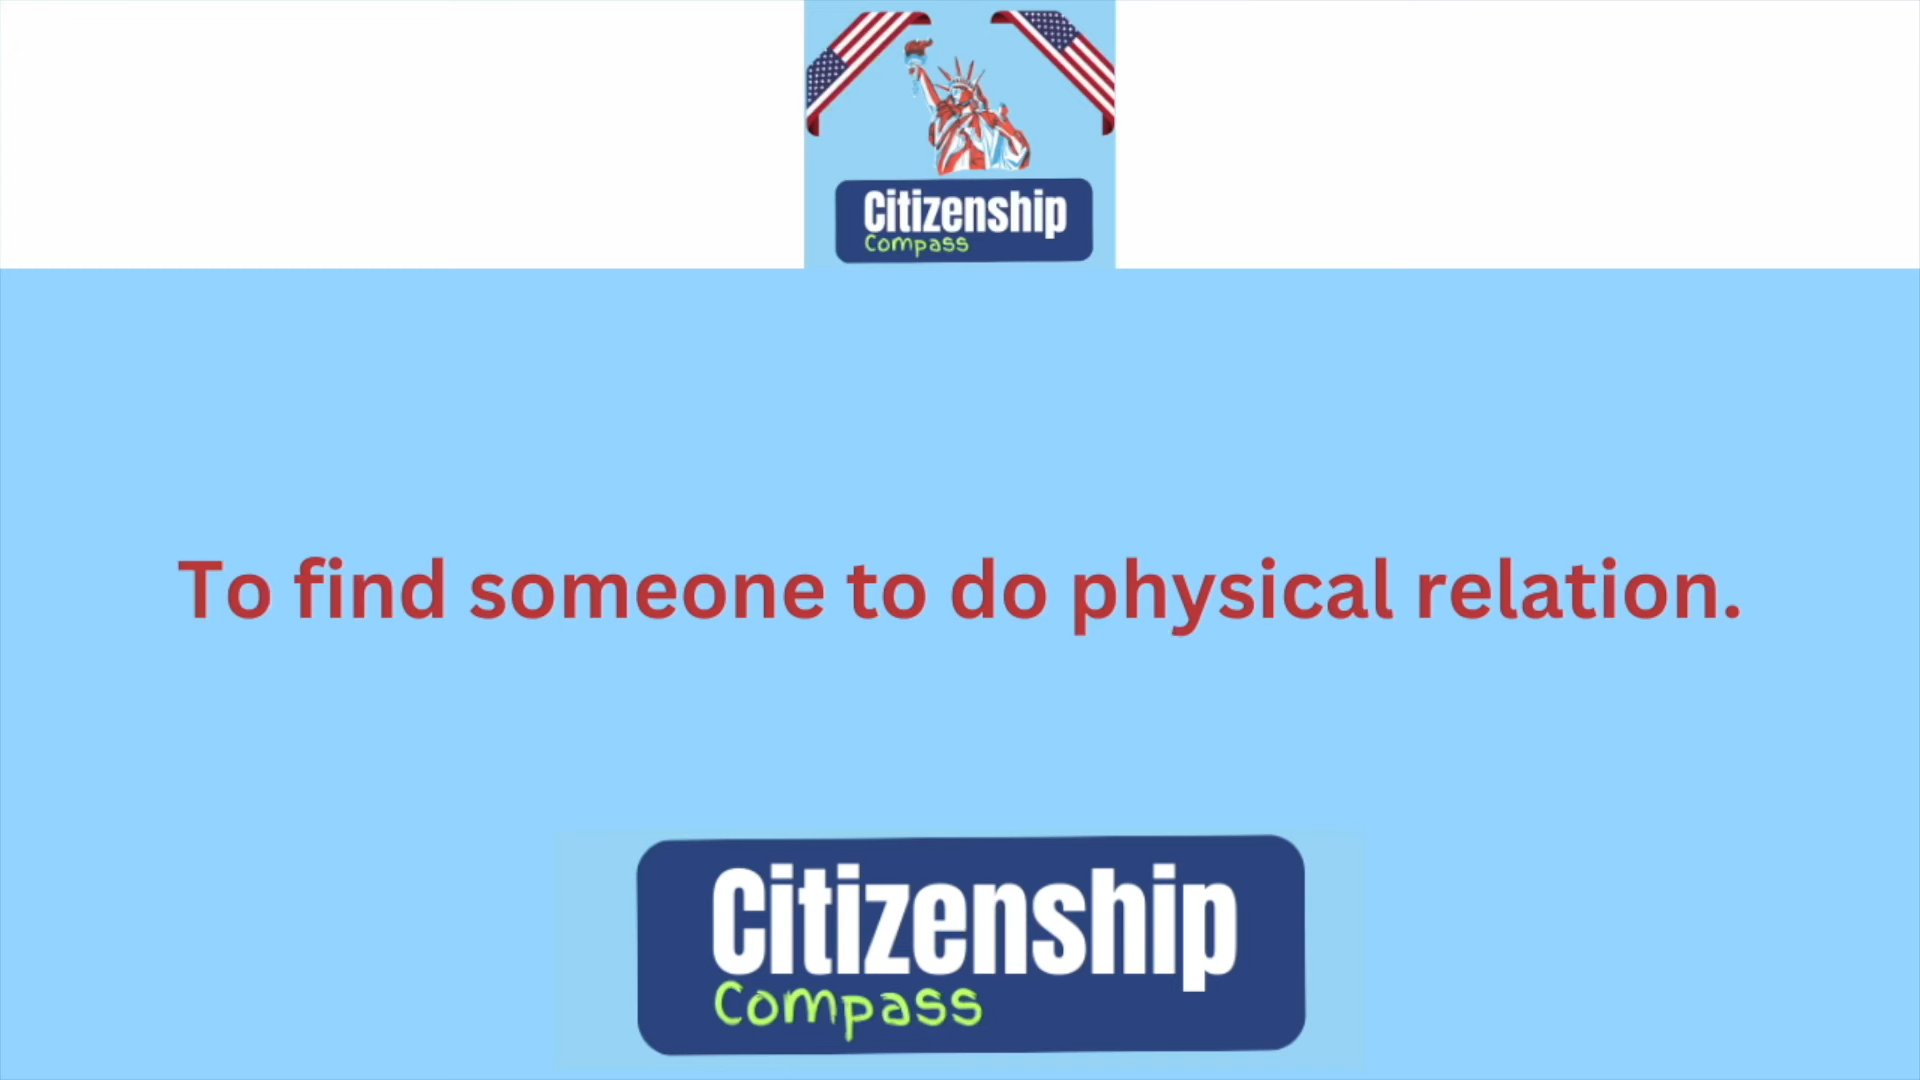 Citizenship
Compass
To find someone to do physical relation.
Citizenship
Compass